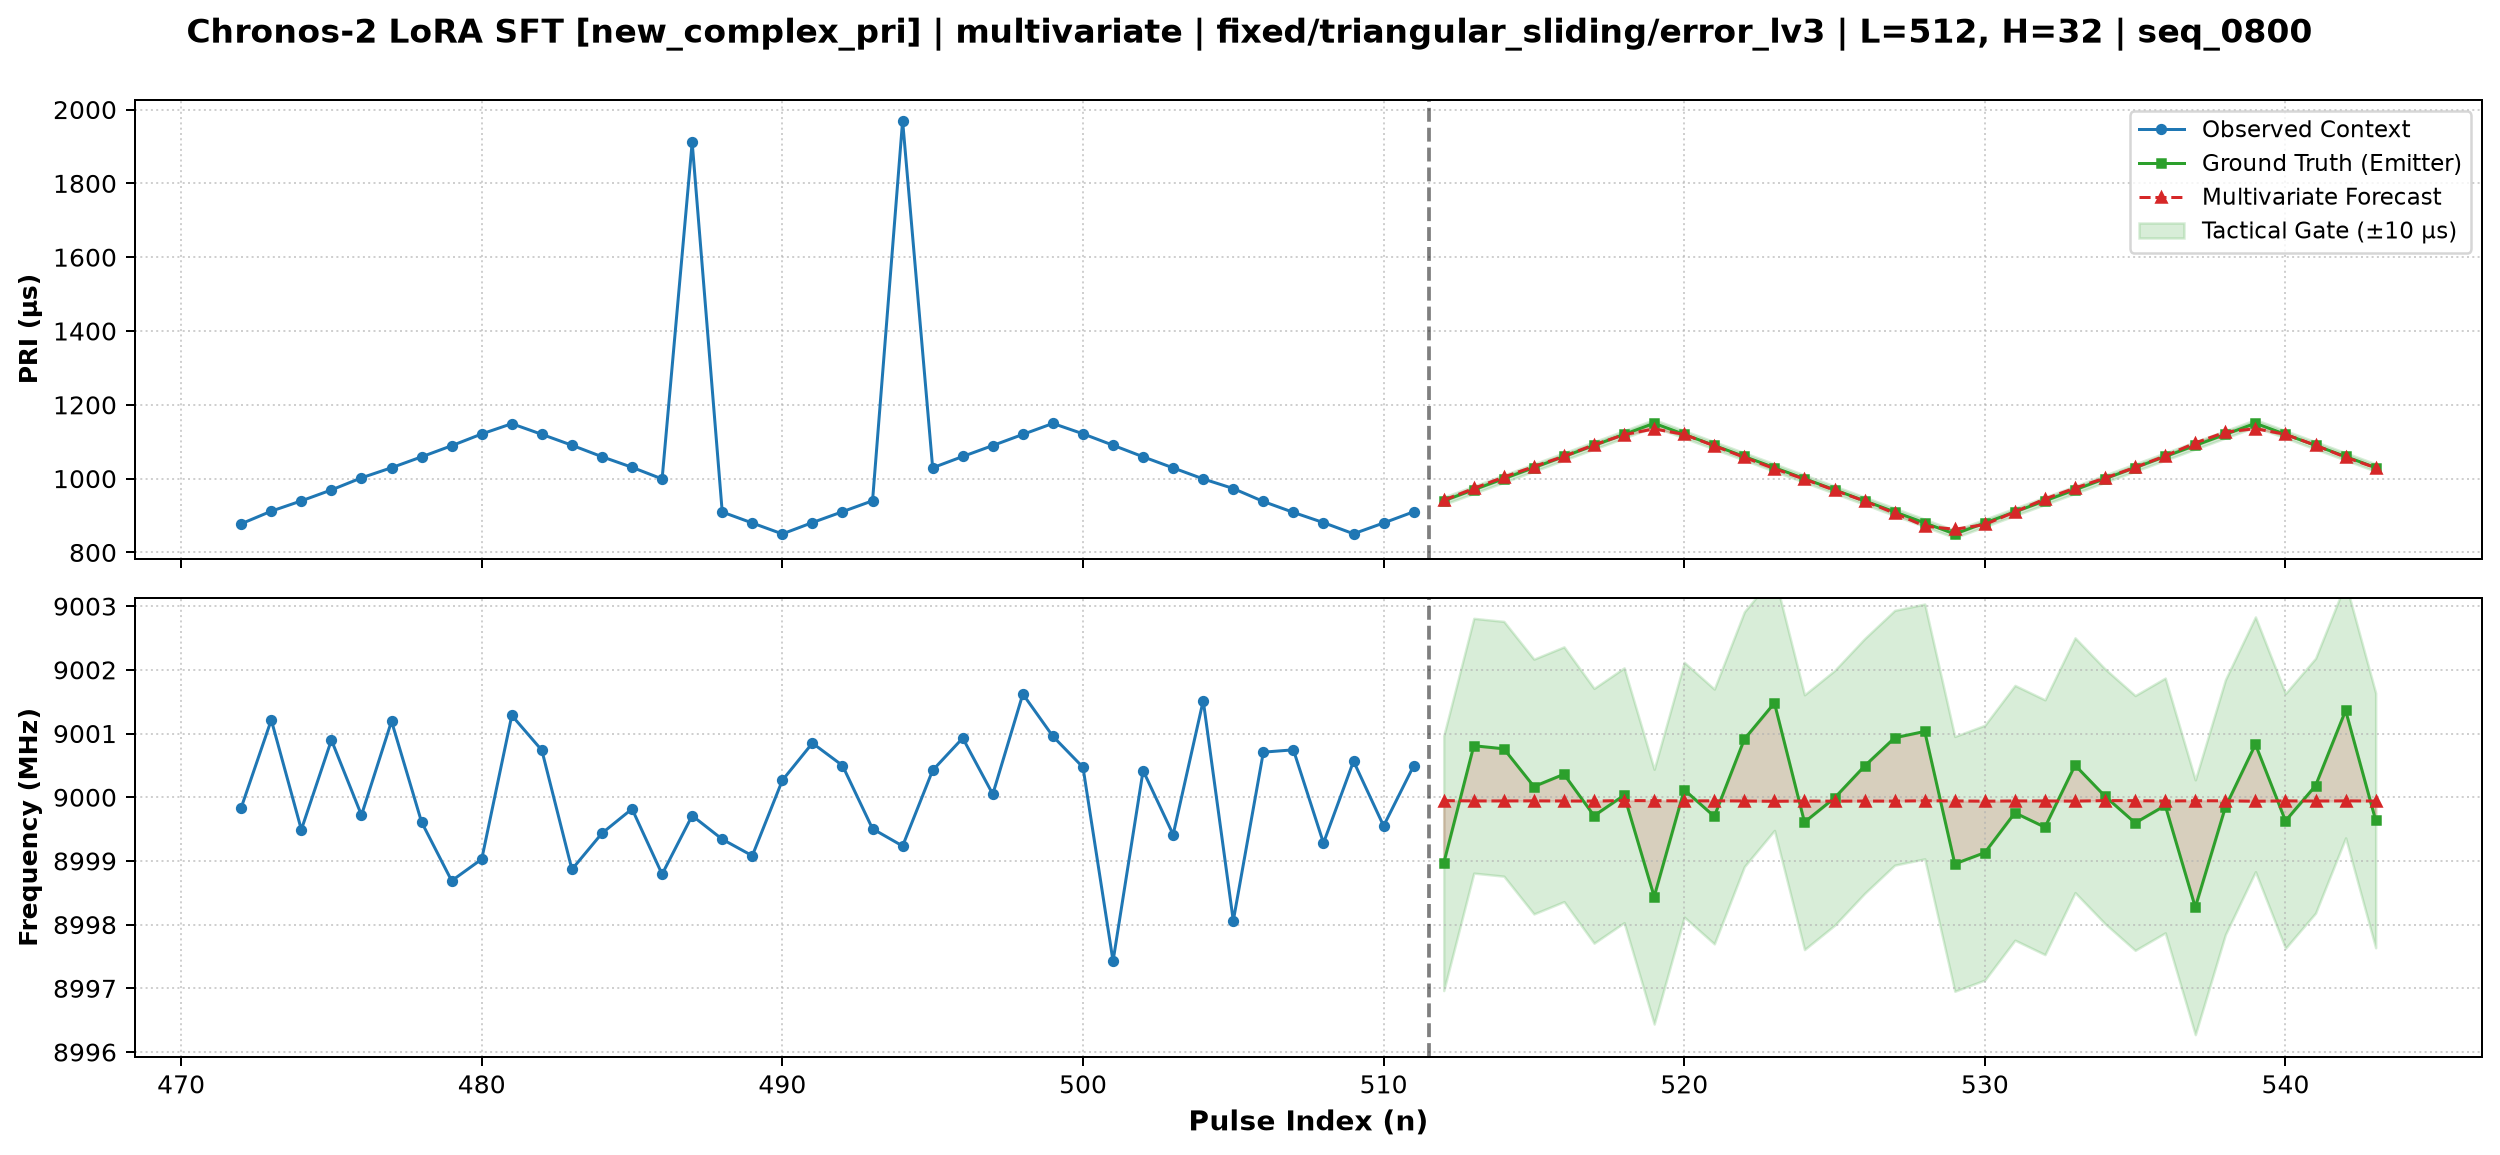 Chronos-2 LoRA SFT [new_complex_pri] | multivariate | fixed/triangular_sliding/error_lv3 | L=512, H=32 | seq_0800
PRI (µs)
2000
1800
1600
1400
1200
1000
800
Observed Context
Ground Truth (Emitter)
Multivariate Forecast
Tactical Gate (±10 µs)
Frequency (MHz)
9003
9002
9001
9000
8999
8998
8997
8996
470 480 490 500 510 520 530 540
Pulse Index (n)